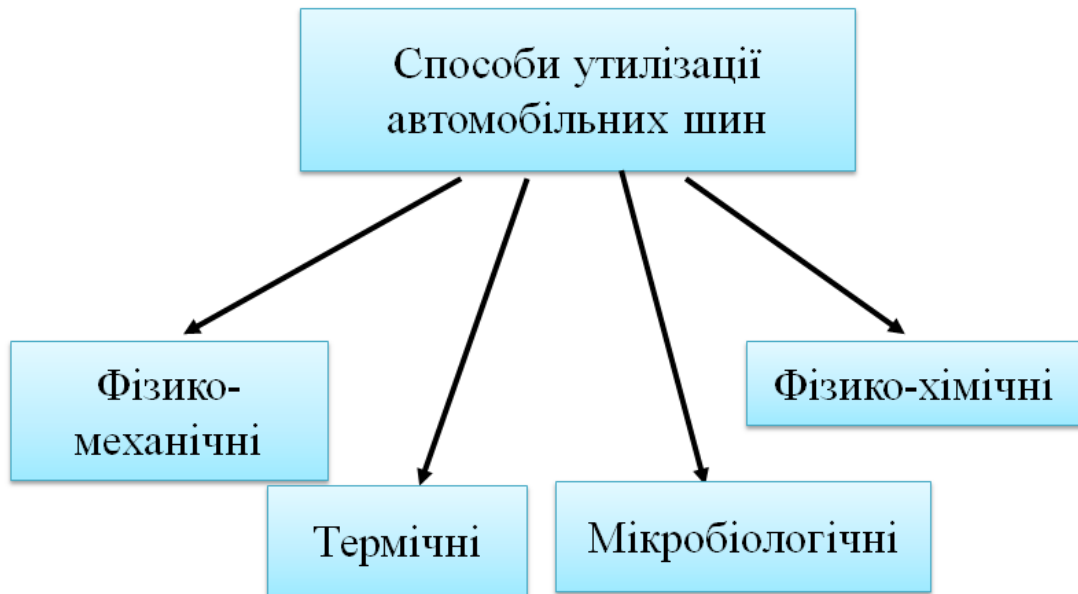 Способи утилізації
автомобільних шин
Фізико-
механічні
Термічні
Мікробіологічні
Фізико-хімічні